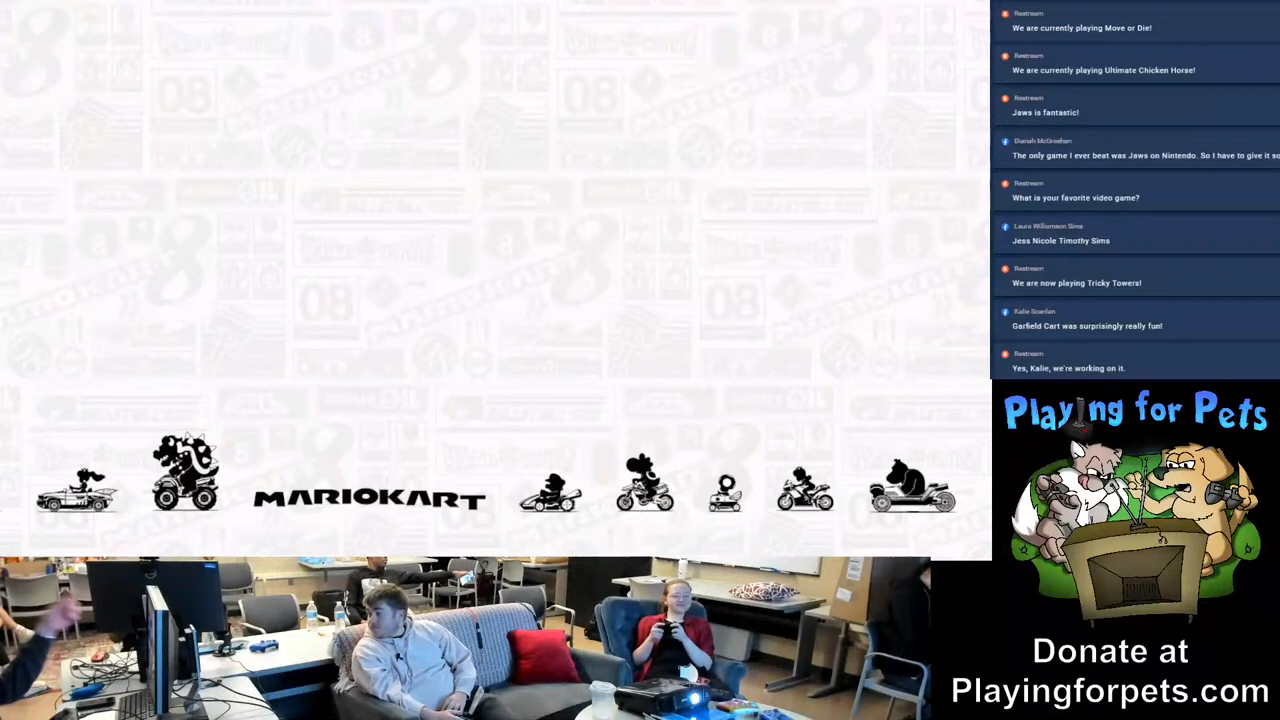 Restream
We are currently playing Move or Die!
Restream
We are currently playing Ultimate Chicken Horse!
Restream
Jaws is fantastic!
Dianah McGreehan
The only game I ever beat was Jaws on Nintendo. So I have to give it
Restream
What is your favorite video game?
Laura Williamson Sims
Jess Nicole Timothy Sims
Restream
We are now playing Tricky Towers!
Kalie Scanlan
Garfield Cart was surprisingly really fun!
Restream
Yes, Kalie, we're working on it.
MARIOKART
Playing for Pets
Donate at
Playingforpets.com